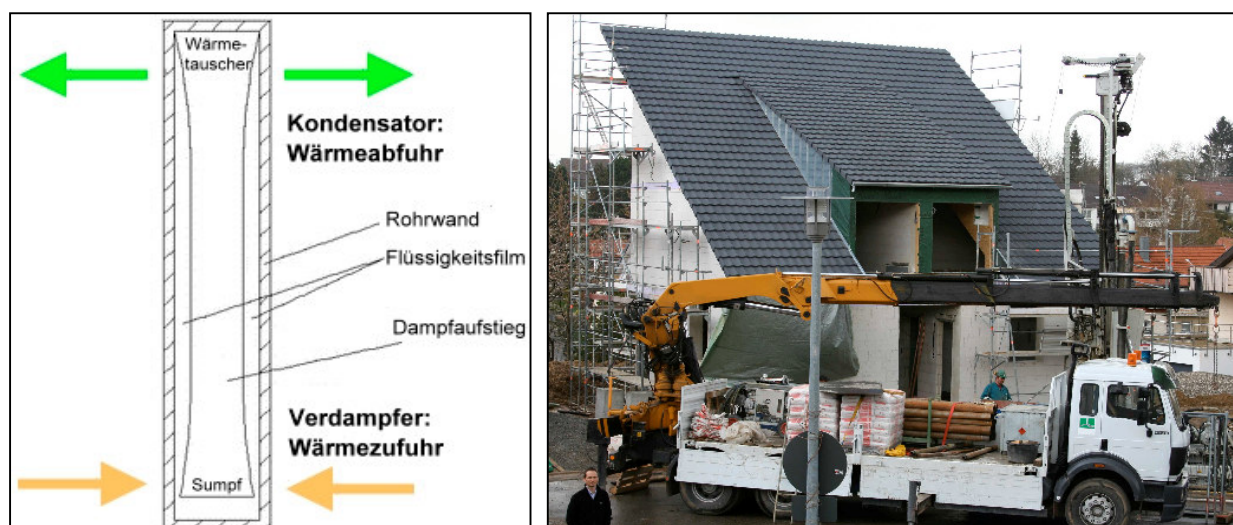 Wärme-
tauscher
Kondensator:
Wärmeabfuhr
Rohrwand
Flüssigkeitsfilm
Dampfaufstieg
Verdampfer:
Wärmezufuhr
Sumpf